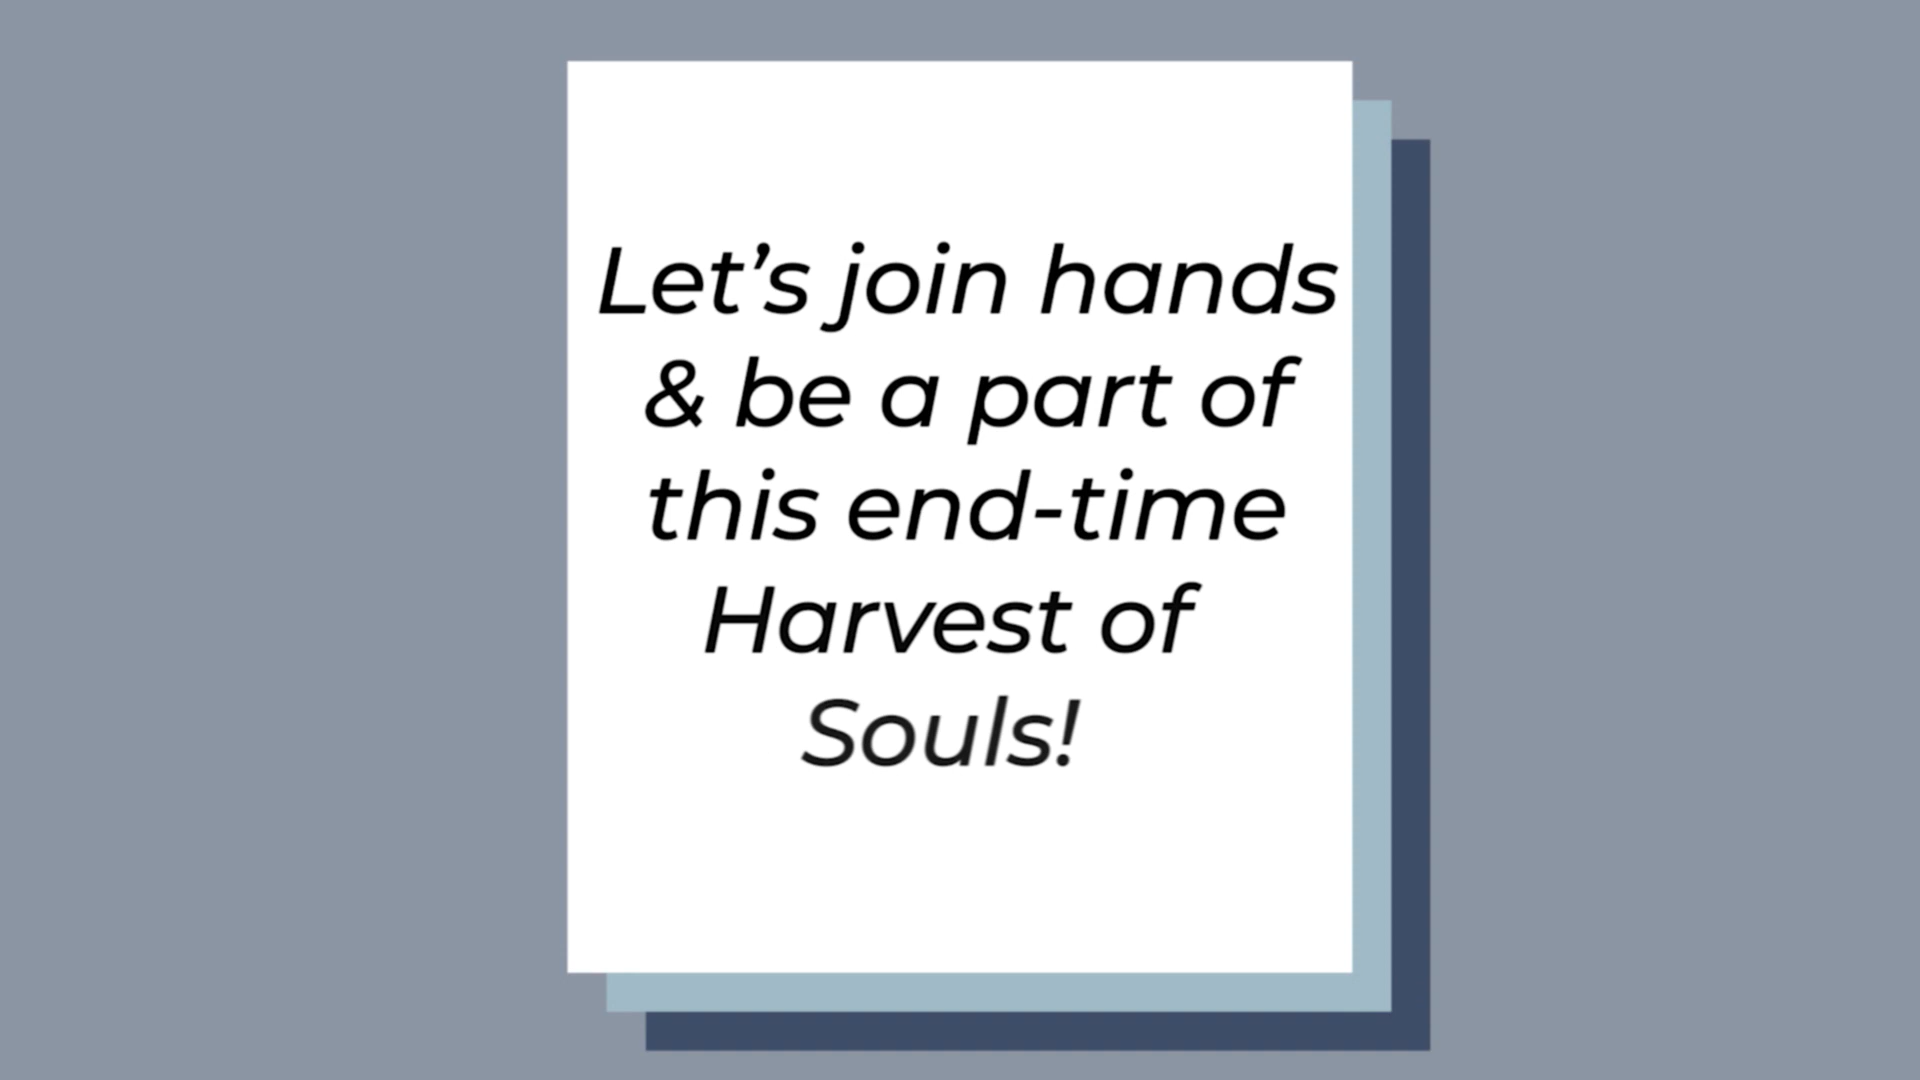 Let’s join hands
& be a part of
this end-time
Harvest of
Souls!